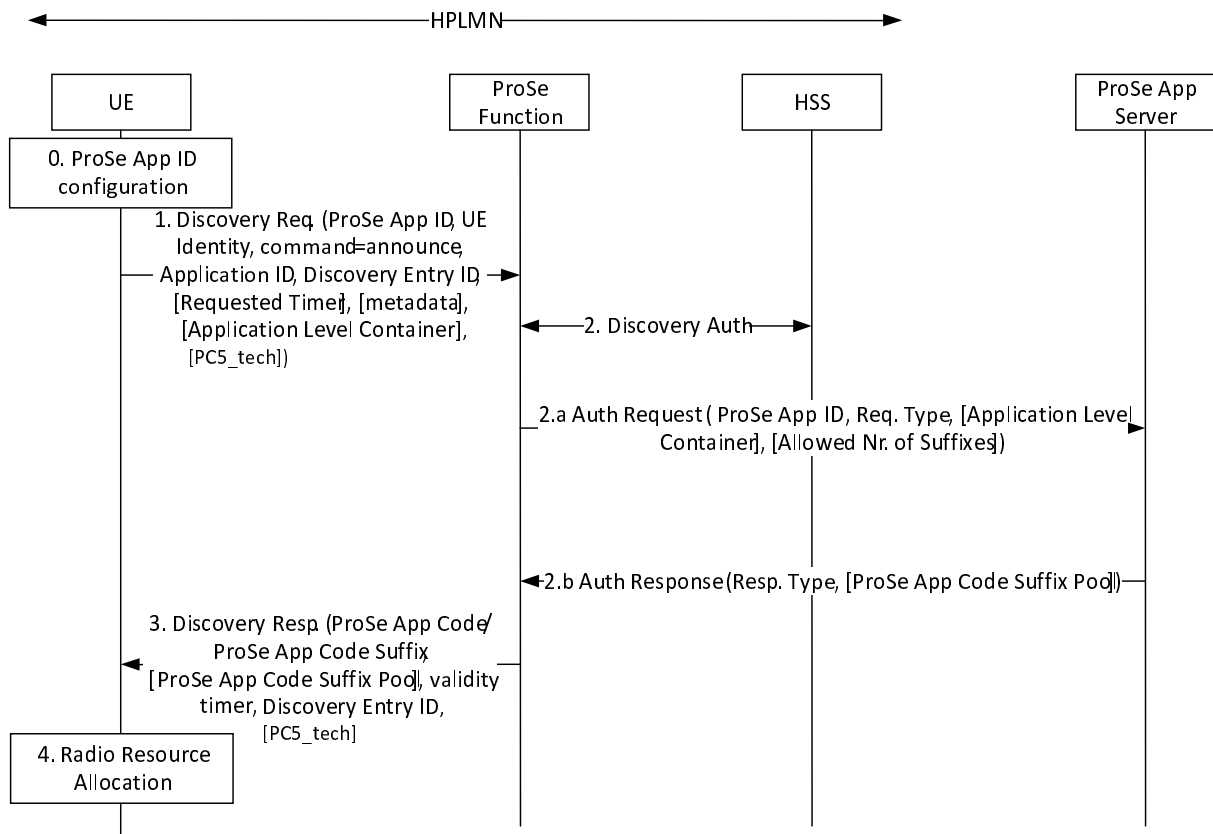 HPLMN
UE
ProSe
Function
HSS
ProSe App
Server
0. ProSe App ID
configuration
1. Discovery Req. (ProSe App ID, UE
Identity, command=announce,
Application ID, Discovery Entry ID,
[Requested Timer], [metadata],
[Application Level Container],
[PC5_tech])
2. Discovery Auth
2.a Auth Request ( ProSe App ID, Req. Type, [Application Level
Container], [Allowed Nr. of Suffixes])
2.b Auth Response (Resp. Type, [ProSe App Code Suffix Pool])
3. Discovery Resp. (ProSe App Code/
ProSe App Code Suffix,
[ProSe App Code Suffix Pool], validity
timer, Discovery Entry ID,
[PC5_tech]
4. Radio Resource
Allocation